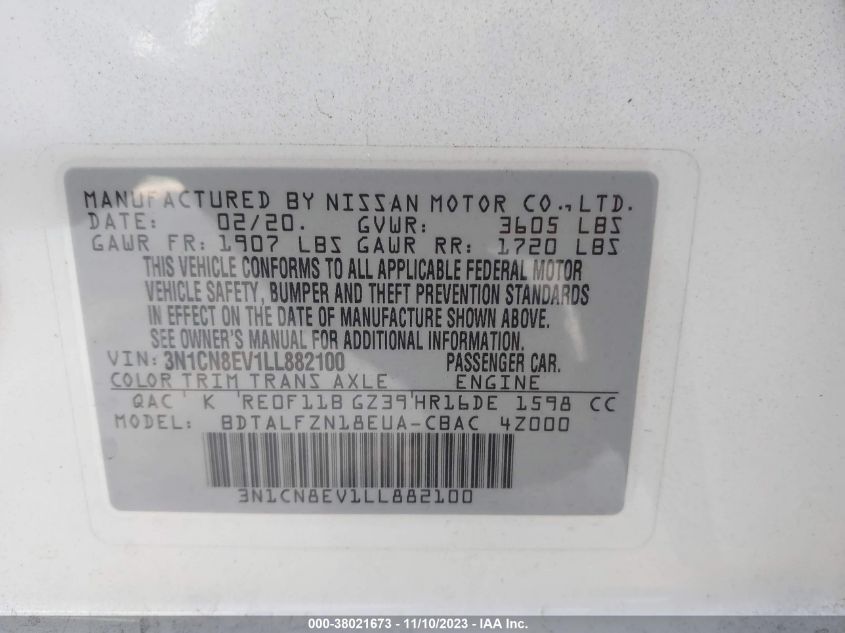 MANUFACTURED BY NISSAN MOTOR CO., LTD.
DATE: 02/20. GVWR: 3605 LBS
GAWR FR: 1907 LBS GAWR RR: 1720 LBS
THIS VEHICLE CONFORMS TO ALL APPLICABLE FEDERAL MOTOR
VEHICLE SAFETY, BUMPER AND THEFT PREVENTION STANDARDS
IN EFFECT ON THE DATE OF MANUFACTURE SHOWN ABOVE.
SEE OWNER'S MANUAL FOR ADDITIONAL INFORMATION.
VIN: 3N1CN8EV1LL882100 PASSENGER CAR.
COLOR TRIM TRANS AXLE ENGINE
QAC K RE0F11B GZ39 HR16DE 1598 CC
MODEL: BDTALFZN18EUA-CBAC 4Z000
3N1CN8EV1LL882100
000-38021673 - 11/10/2023 - IAA Inc.